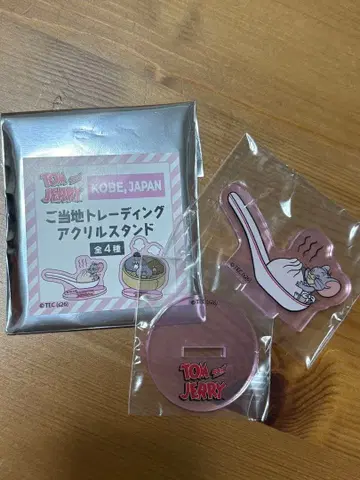 TOM and JERRY
KOBE, JAPAN
ご当地トレーディング
アクリルスタンド
全4種
TOM and
JERRY